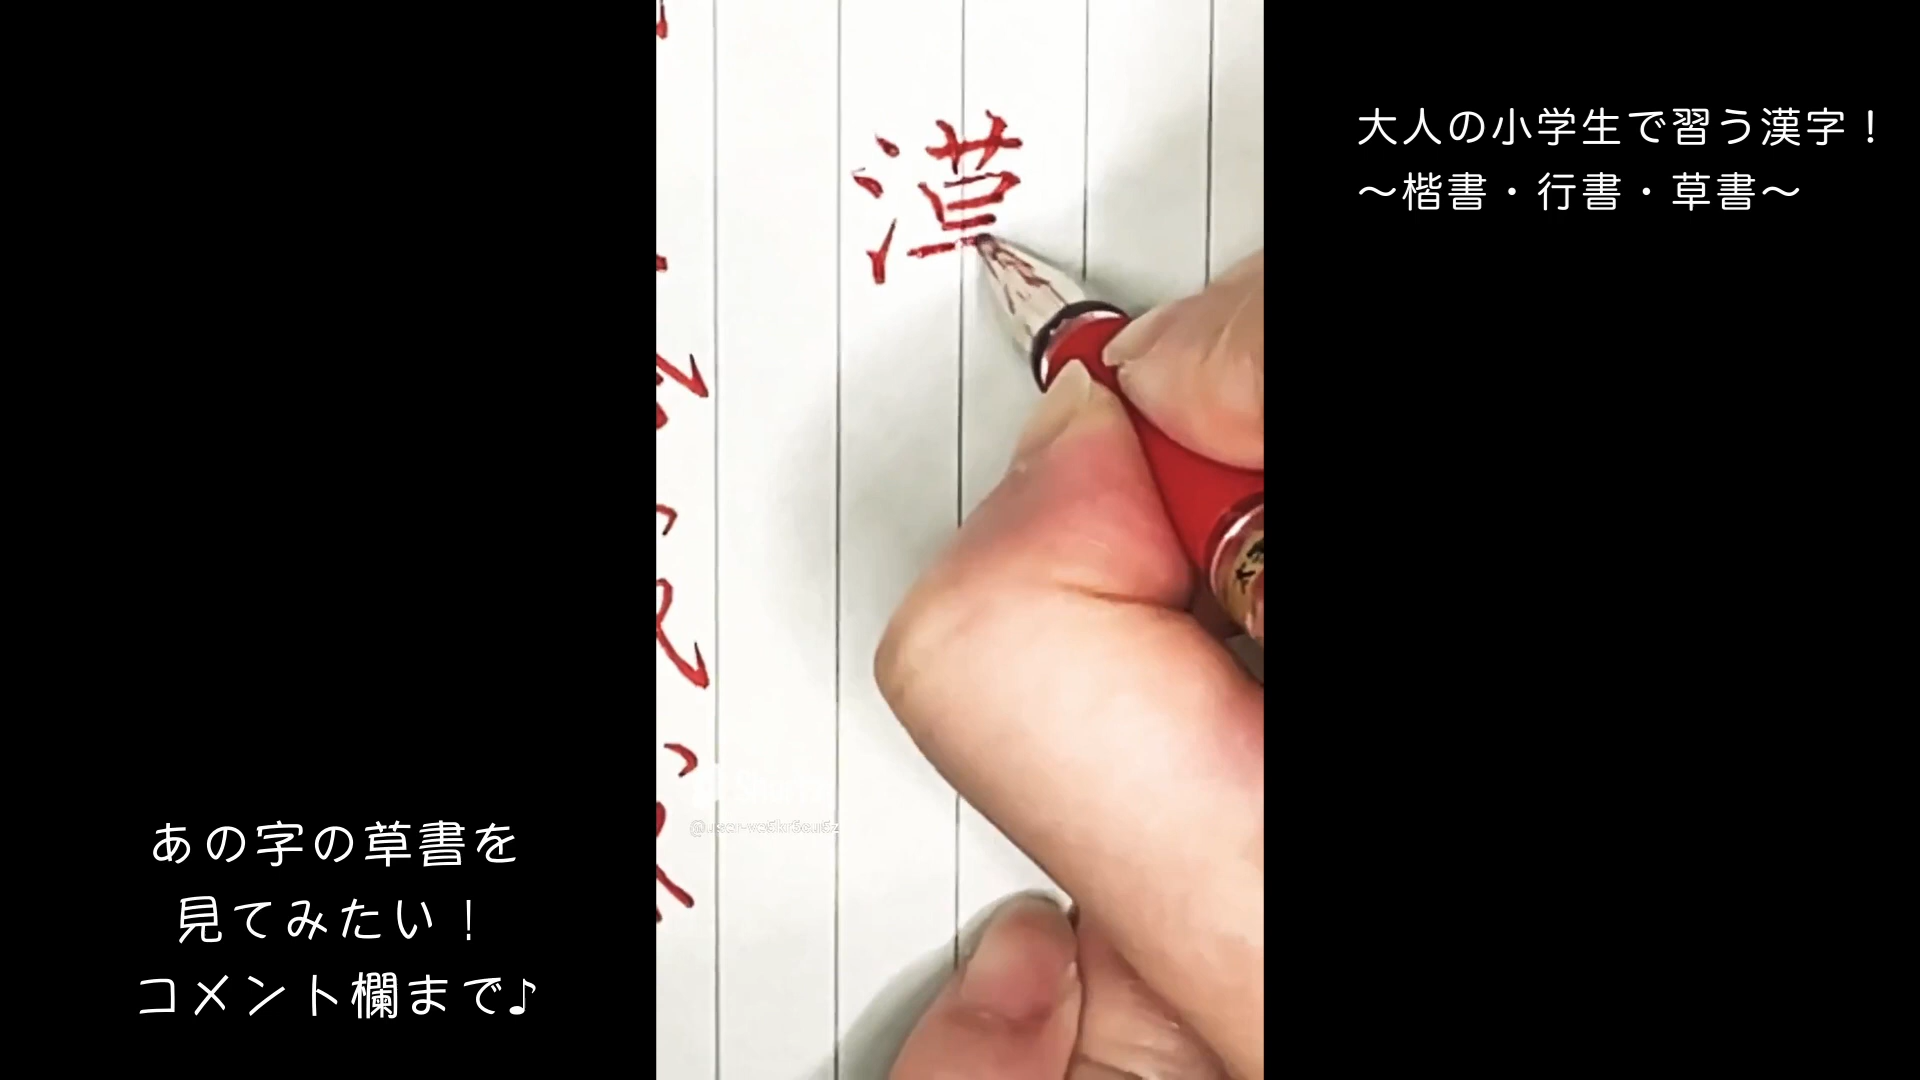 大人の小学生で習う漢字！
～楷書・行書・草書～
あの字の草書を
見てみたい！
コメント欄まで♪